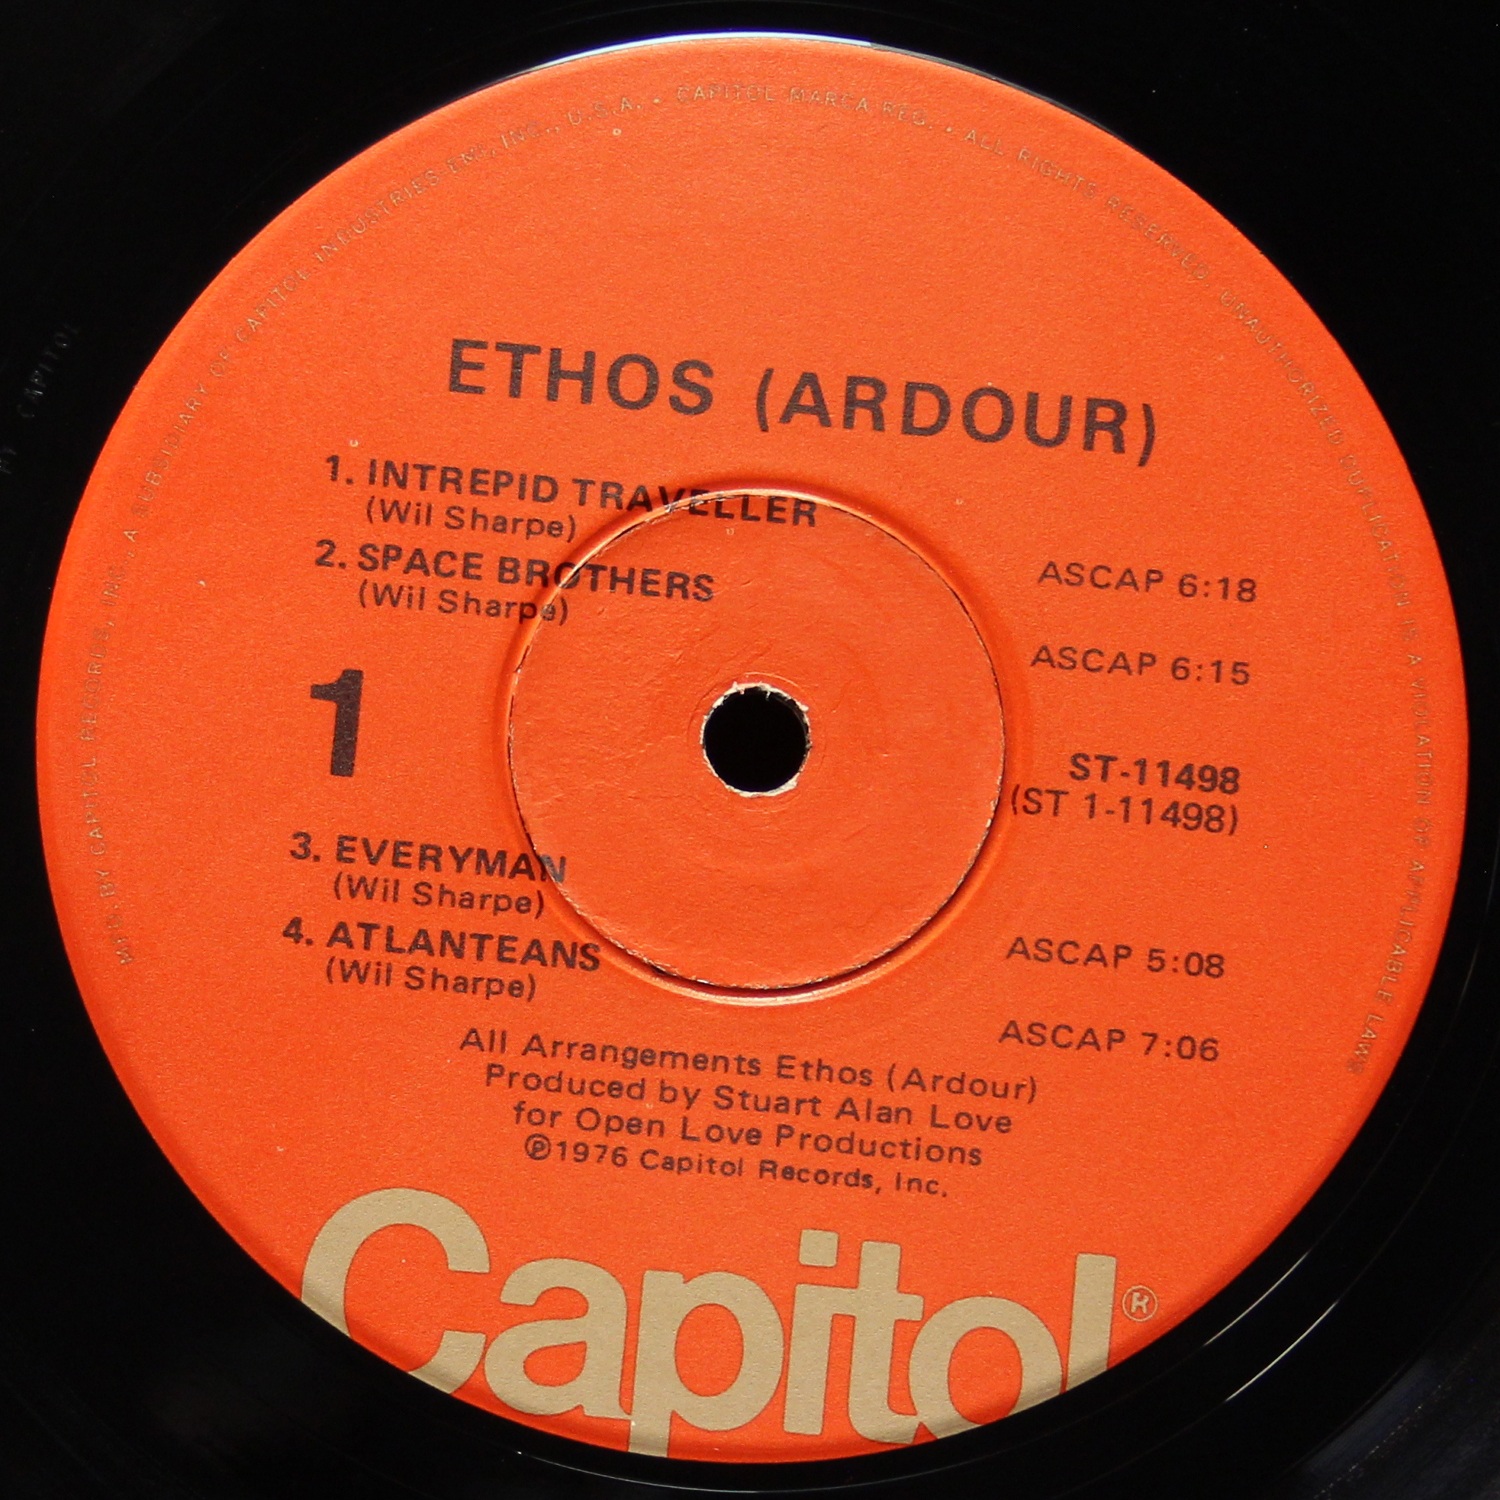 ETHOS (ARDOUR)
1. INTREPID TRAVELLER
(Wil Sharpe)
ASCAP 6:18
2. SPACE BROTHERS
(Wil Sharpe)
ASCAP 6:15
1
ST-11498
(ST 1-11498)
3. EVERYMAN
(Wil Sharpe)
ASCAP 5:08
4. ATLANTEANS
(Wil Sharpe)
ASCAP 7:06
All Arrangements Ethos (Ardour)
Produced by Stuart Alan Love
for Open Love Productions
℗1976 Capitol Records, Inc.
Capitol®
MFD. BY CAPITOL RECORDS, INC. A SUBSIDIARY OF CAPITOL INDUSTRIES-EMI, INC., U.S.A. • CAPITOL MARCA REG. • ALL RIGHTS RESERVED. UNAUTHORIZED DUPLICATION IS A VIOLATION OF APPLICABLE LAWS